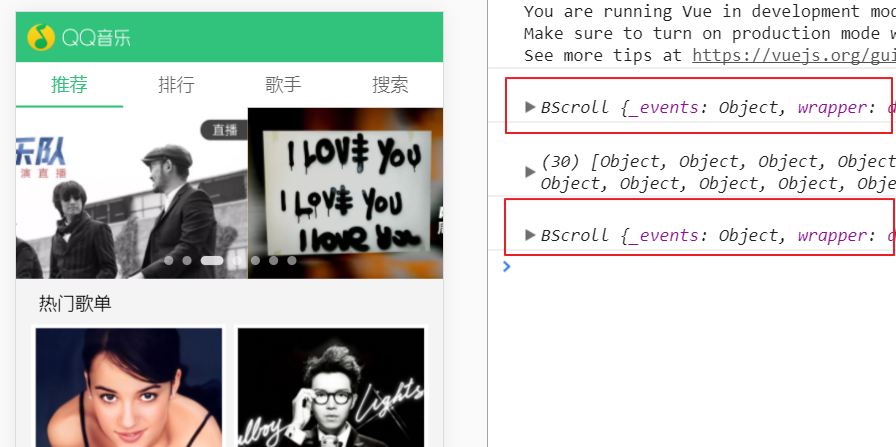 QQ音乐
推荐 排行 歌手 搜索
乐队
演 直 播
直播
I LOVE YOU
I LOVE YOU
I love You
热门歌单
lboy Lights
You are running Vue in development mod
Make sure to turn on production mode w
See more tips at https://vuejs.org/gui
BScroll {_events: Object, wrapper: d
(30) [Object, Object, Object, Object
Object, Object, Object, Object, Obje
BScroll {_events: Object, wrapper: d